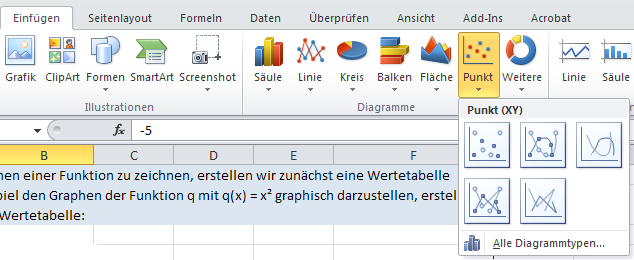 Einfügen Seitenlayout Formeln Daten Überprüfen Ansicht Add-Ins Acrobat
Grafik ClipArt Formen SmartArt Screenshot Säule Linie Kreis Balken Fläche Punkt Weitere Linie Säule
Illustrationen Diagramme
Punkt (XY)
fx -5
B C D E F
nen einer Funktion zu zeichnen, erstellen wir zunächst eine Wertetabelle
piel den Graphen der Funktion q mit q(x) = x² graphisch darzustellen, erstel
Wertetabelle:
Alle Diagrammtypen...